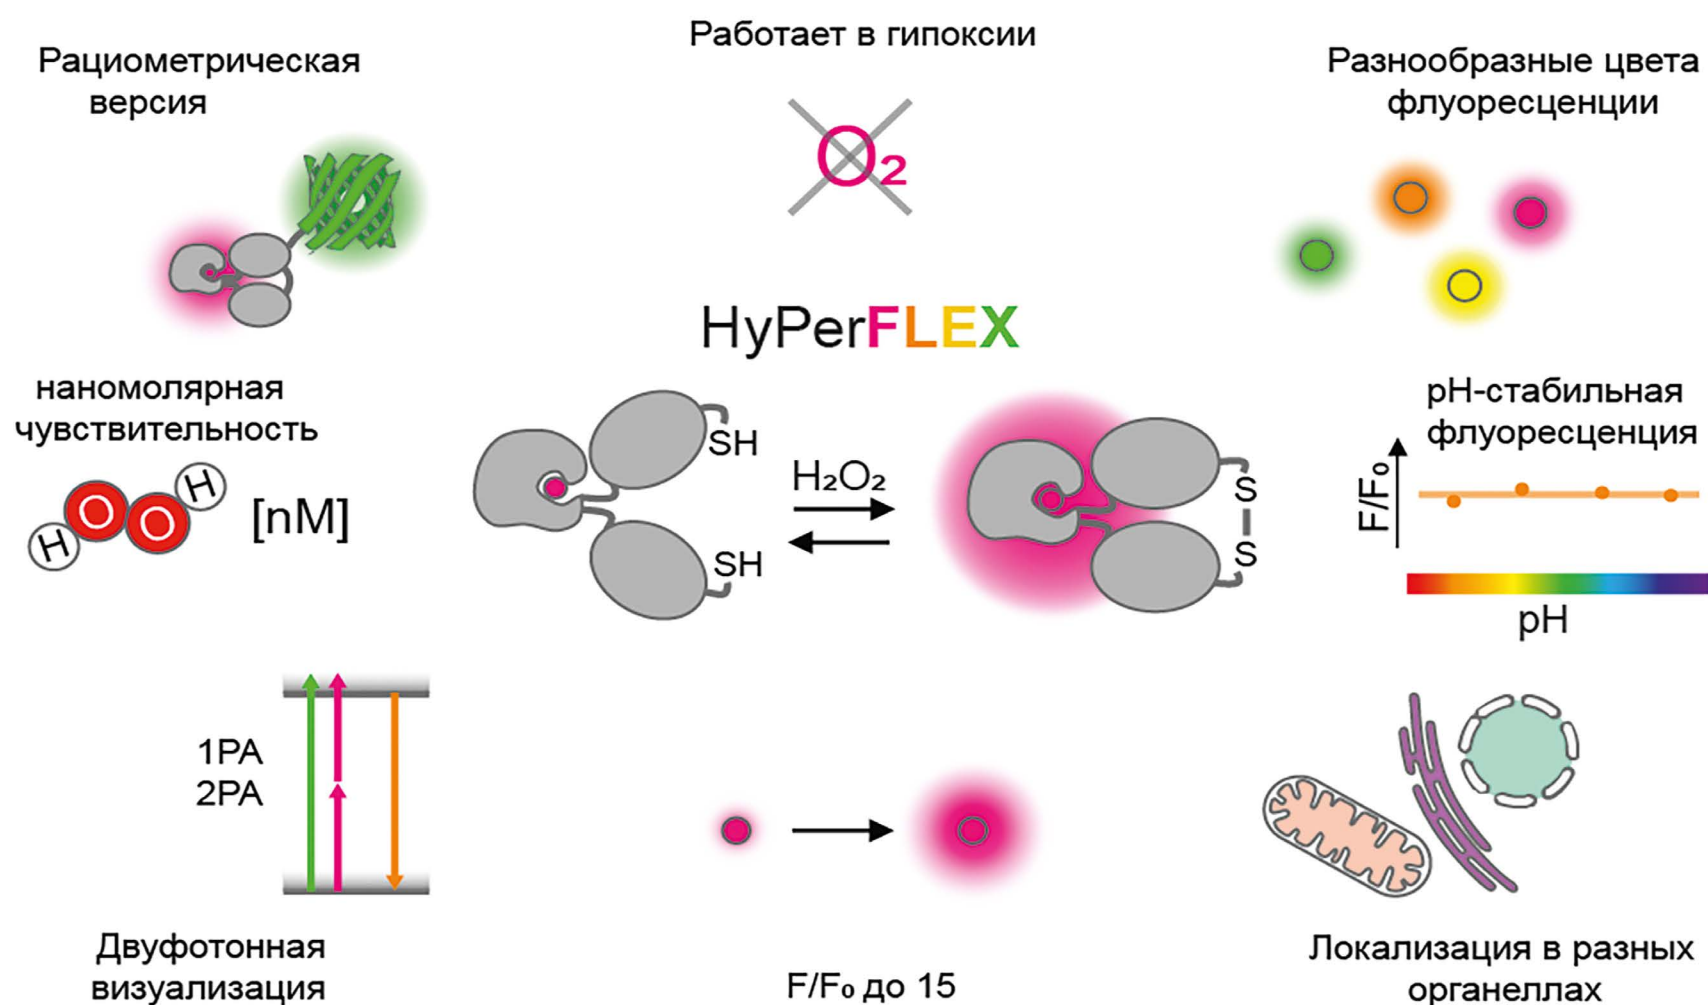 Рациометрическая
версия
Работает в гипоксии
O2
Разнообразные цвета
флуоресценции
HyPerFLEX
наномолярная
чувствительность
H O O H [nM]
SH
SH
H₂O₂
S
S
pH-стабильная
флуоресценция
F/F₀
pH
1PA
2PA
Двуфотонная
визуализация
F/F₀ до 15
Локализация в разных
органеллах